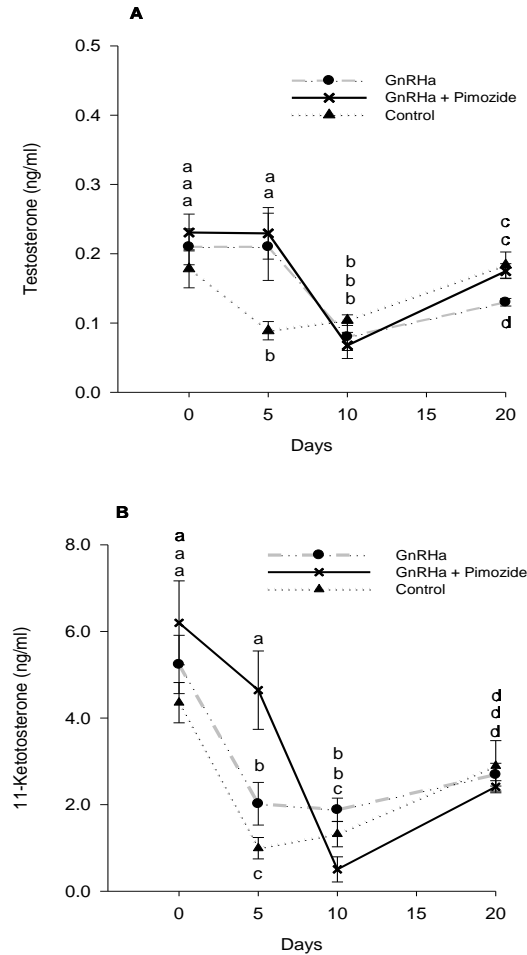 A
0.5
GnRHa
GnRHa + Pimozide
Control
0.4
0.3
a
a
a
a
a
c
c
0.2
b
b
b
0.1
b
d
0.0
0
5
10
15
20
Testosterone (ng/ml)
Days
B
8.0
a
a
a
GnRHa
GnRHa + Pimozide
Control
6.0
a
4.0
d
d
d
b
b
b
c
2.0
c
0.0
0
5
10
15
20
11-Ketotosterone (ng/ml)
Days